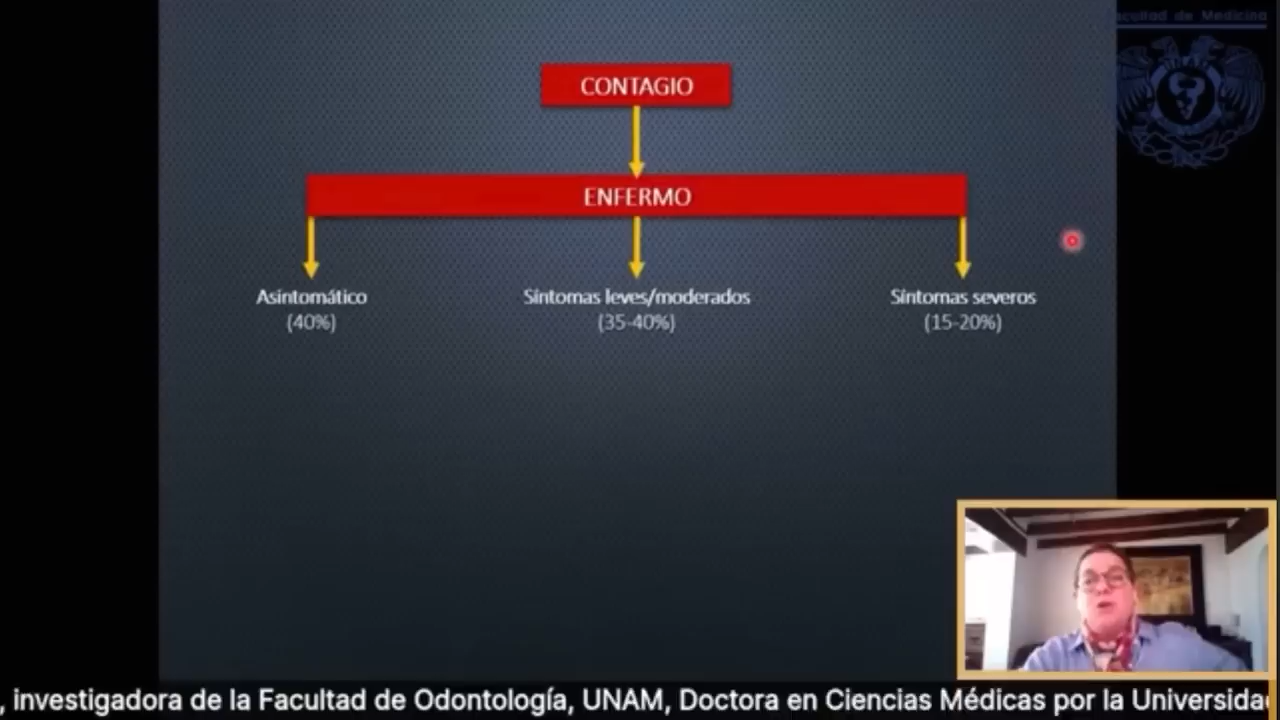 Facultad de Medicina
CONTAGIO
ENFERMO
Asintomático
(40%)
Síntomas leves/moderados
(35-40%)
Síntomas severos
(15-20%)
, investigadora de la Facultad de Odontología, UNAM, Doctora en Ciencias Médicas por la Universidad